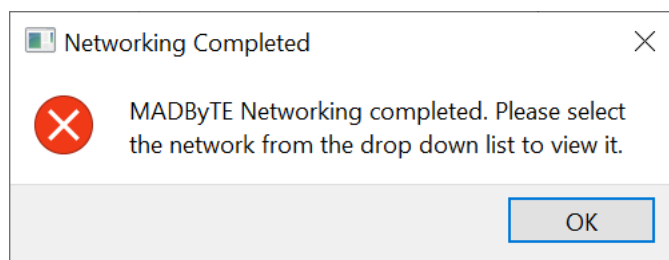 Networking Completed
MADByTE Networking completed. Please select
the network from the drop down list to view it.
OK